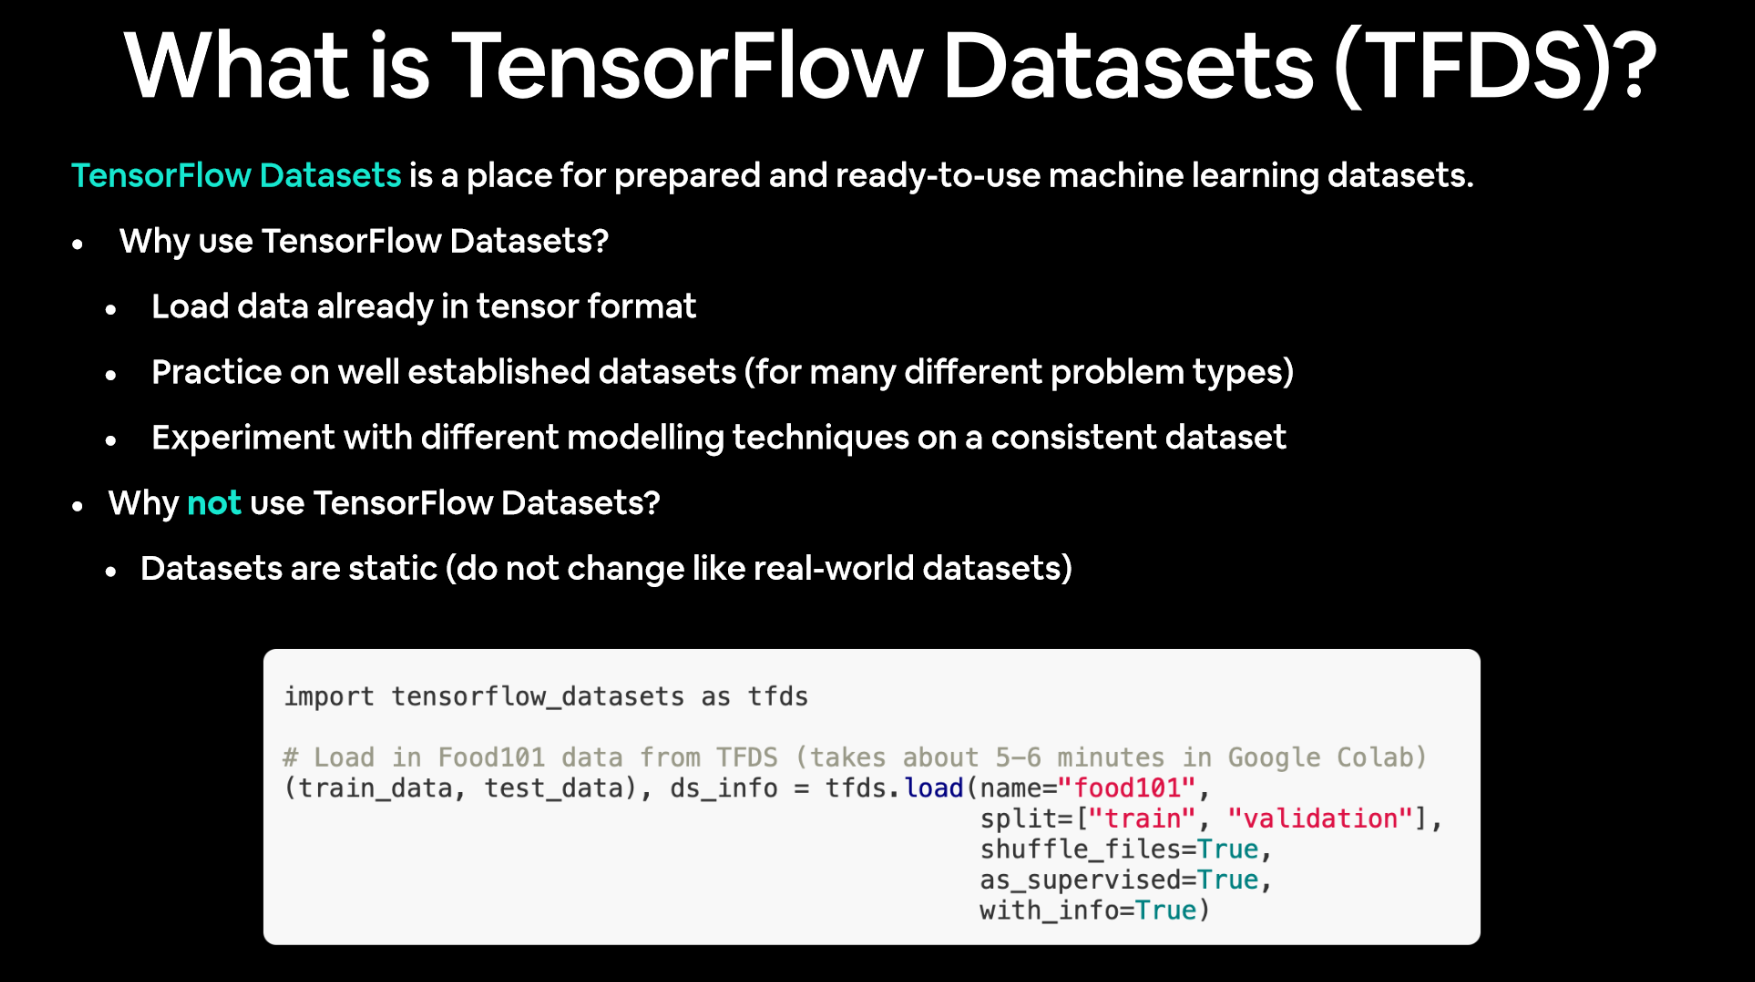 What is TensorFlow Datasets (TFDS)?
TensorFlow Datasets is a place for prepared and ready-to-use machine learning datasets.
• Why use TensorFlow Datasets?
• Load data already in tensor format
• Practice on well established datasets (for many different problem types)
• Experiment with different modelling techniques on a consistent dataset
• Why not use TensorFlow Datasets?
• Datasets are static (do not change like real-world datasets)
import tensorflow_datasets as tfds
# Load in Food101 data from TFDS (takes about 5-6 minutes in Google Colab)
(train_data, test_data), ds_info = tfds.load(name="food101",
split=["train", "validation"],
shuffle_files=True,
as_supervised=True,
with_info=True)